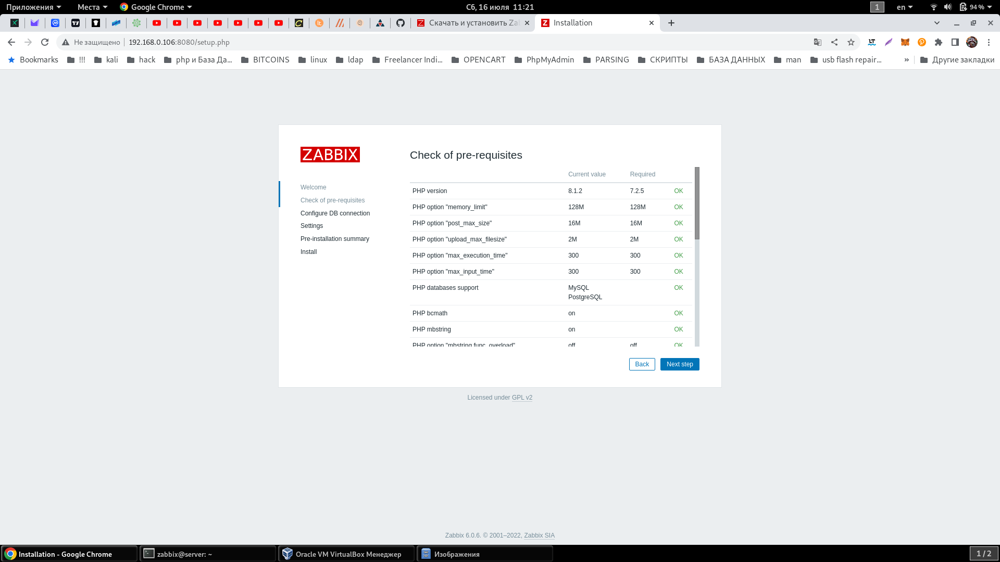 Приложения Места Google Chrome Сб, 16 июля 11:21 1 en 94 %
Скачать и установить Zab Installation
Не защищено 192.168.0.106:8080/setup.php
Bookmarks !!! kali hack php и База Да... BITCOINS linux ldap Freelancer Indi... OPENCART PhpMyAdmin PARSING СКРИПТЫ БАЗА ДАННЫХ man usb flash repair... » Другие закладки
ZABBIX
Welcome
Check of pre-requisites
Configure DB connection
Settings
Pre-installation summary
Install
Check of pre-requisites
Current value Required
PHP version 8.1.2 7.2.5 OK
PHP option "memory_limit" 128M 128M OK
PHP option "post_max_size" 16M 16M OK
PHP option "upload_max_filesize" 2M 2M OK
PHP option "max_execution_time" 300 300 OK
PHP option "max_input_time" 300 300 OK
PHP databases support MySQL OK
PostgreSQL
PHP bcmath on OK
PHP mbstring on OK
PHP option "mbstring.func_overload" off off OK
Back Next step
Licensed under GPL v2
Zabbix 6.0.6. © 2001–2022, Zabbix SIA
Installation - Google Chrome zabbix@server: ~ Oracle VM VirtualBox Менеджер Изображения 1 / 2